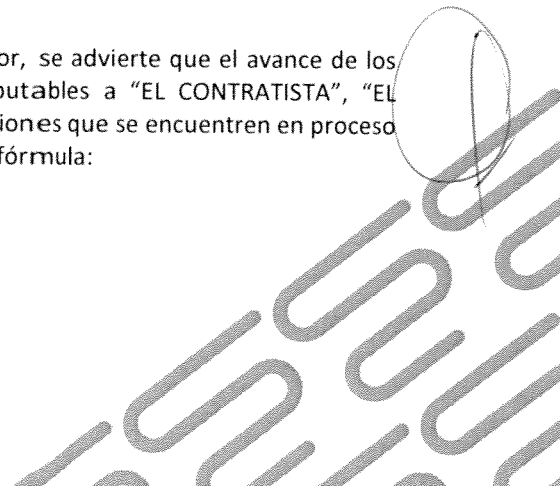 or, se advierte que el avance de los
putables a “EL CONTRATISTA”, “EL
iones que se encuentren en proceso
fórmula: